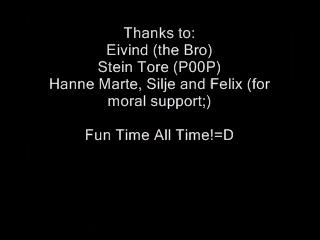 Thanks to:
Eivind (the Bro)
Stein Tore (P00P)
Hanne Marte, Silje and Felix (for
moral support;)
Fun Time All Time!=D